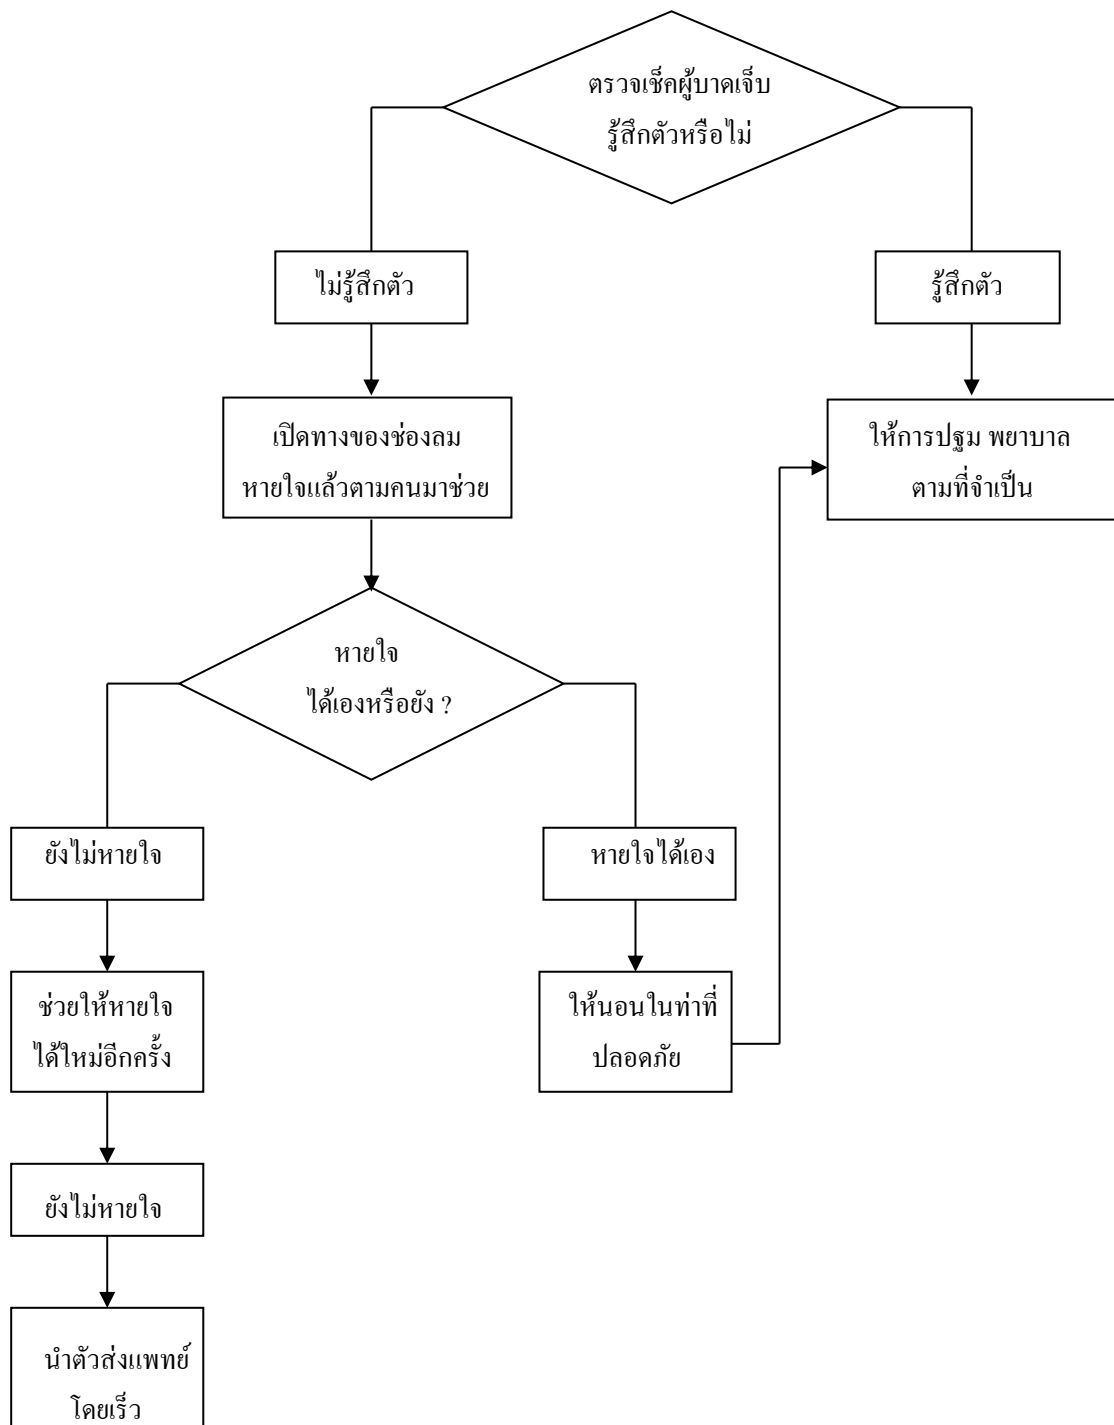 ตรวจเช็คผู้บาดเจ็บ
รู้สึกตัวหรือไม่
ไม่รู้สึกตัว
รู้สึกตัว
เปิดทางของช่องลม
หายใจแล้วตามคนมาช่วย
ให้การปฐม พยาบาล
ตามที่จำเป็น
หายใจ
ได้เองหรือยัง ?
ยังไม่หายใจ
หายใจได้เอง
ช่วยให้หายใจ
ได้ใหม่อีกครั้ง
ให้นอนในท่าที่
ปลอดภัย
ยังไม่หายใจ
นำตัวส่งแพทย์
โดยเร็ว